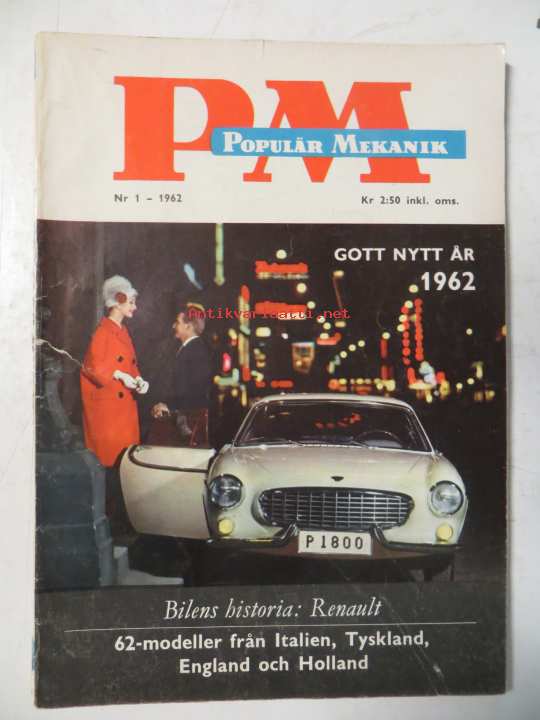 PM
POPULÄR MEKANIK
Nr 1 - 1962
Kr 2:50 inkl. oms.
GOTT NYTT ÅR
1962
Antikvariaatti.net
P1800
Bilens historia: Renault
62-modeller från Italien, Tyskland,
England och Holland